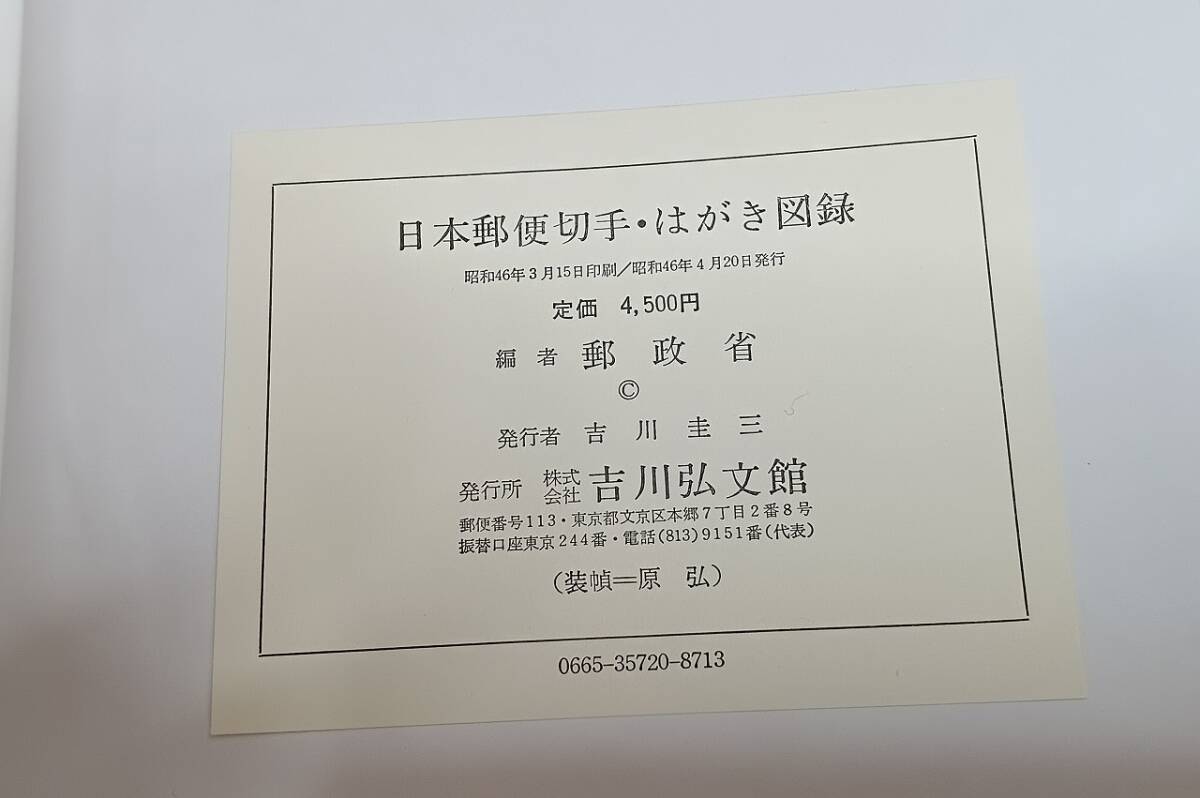 日本郵便切手・はがき図録
昭和46年3月15日印刷／昭和46年4月20日発行
定価 4,500円
編者 郵政省
©
発行者 吉川圭三
発行所 株式会社 吉川弘文館
郵便番号113・東京都文京区本郷7丁目2番8号
振替口座東京244番・電話(813)9151番(代表)
(装幀＝原 弘)
0665-35720-8713